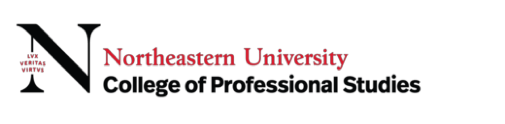 N
LVX
VERITAS
VIRTVS
Northeastern University
College of Professional Studies